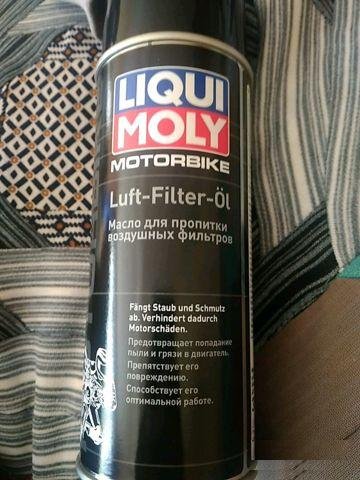 LIQUI
MOLY
MOTORBIKE
Luft-Filter-Öl
Масло для пропитки
воздушных фильтров
Fängt Staub und Schmutz
ab. Verhindert dadurch
Motorschäden.
Предотвращает попадание
пыли и грязи в двигатель.
Препятствует его
повреждению.
Способствует его
оптимальной работе.